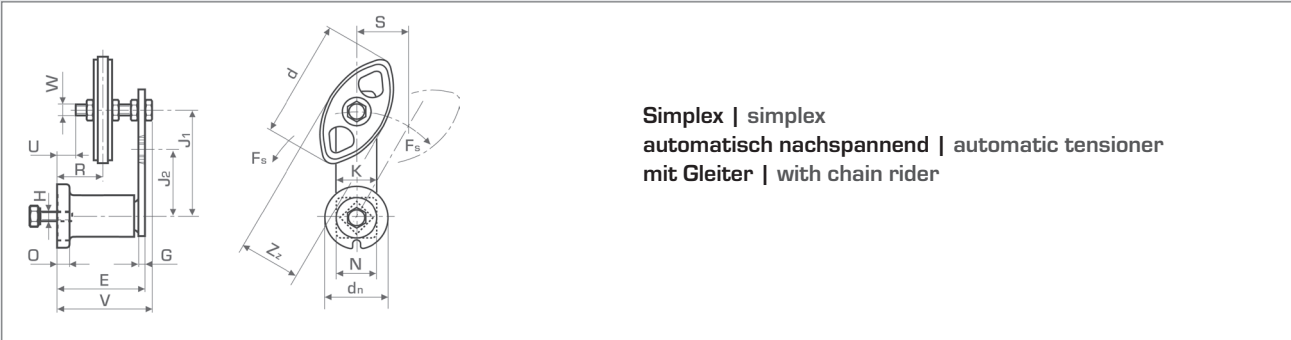 S
d
W
U
R
J1
J2
H
Fs
Fs
K
O
G
E
V
Zz
N
dn
Simplex | simplex
automatisch nachspannend | automatic tensioner
mit Gleiter | with chain rider